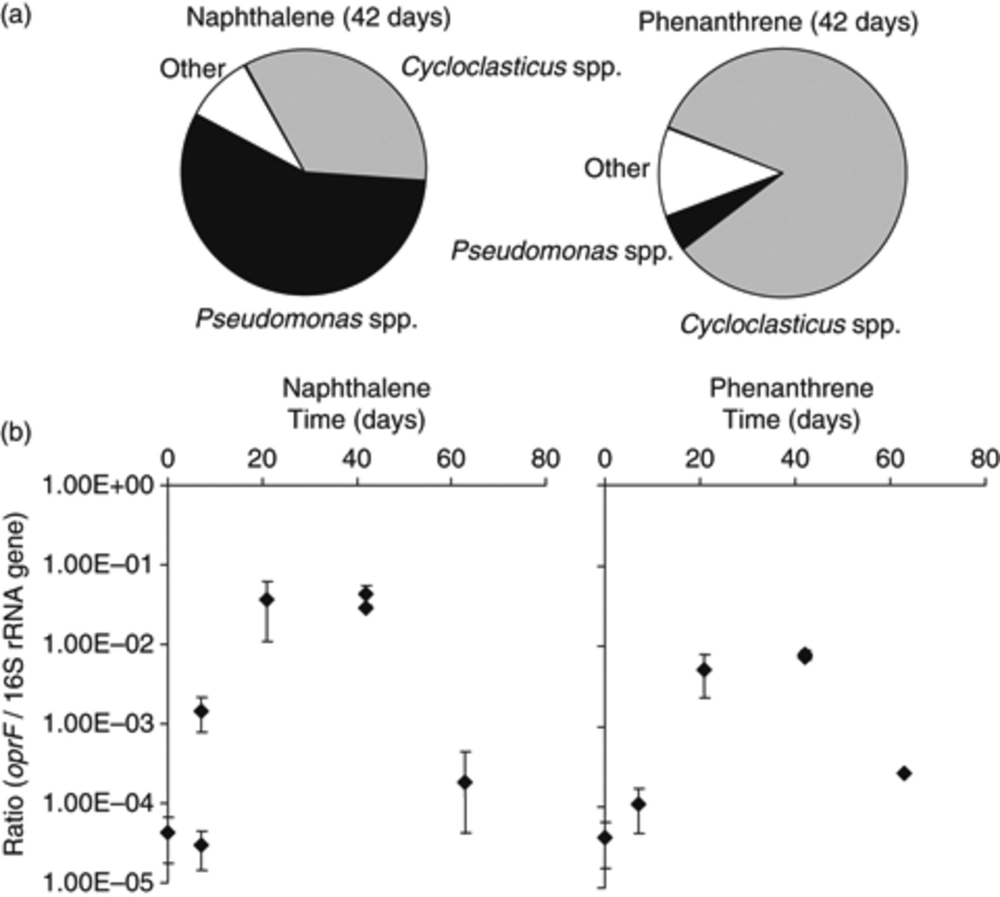 (a)
Naphthalene (42 days)
Phenanthrene (42 days)
Other
Cycloclasticus spp.
Other
Pseudomonas spp.
Pseudomonas spp.
Cycloclasticus spp.
(b)
Naphthalene
Time (days)
Phenanthrene
Time (days)
0 20 40 60 80
0 20 40 60 80
1.00E+00
1.00E–01
1.00E–02
1.00E–03
1.00E–04
1.00E–05
Ratio (oprF / 16S rRNA gene)